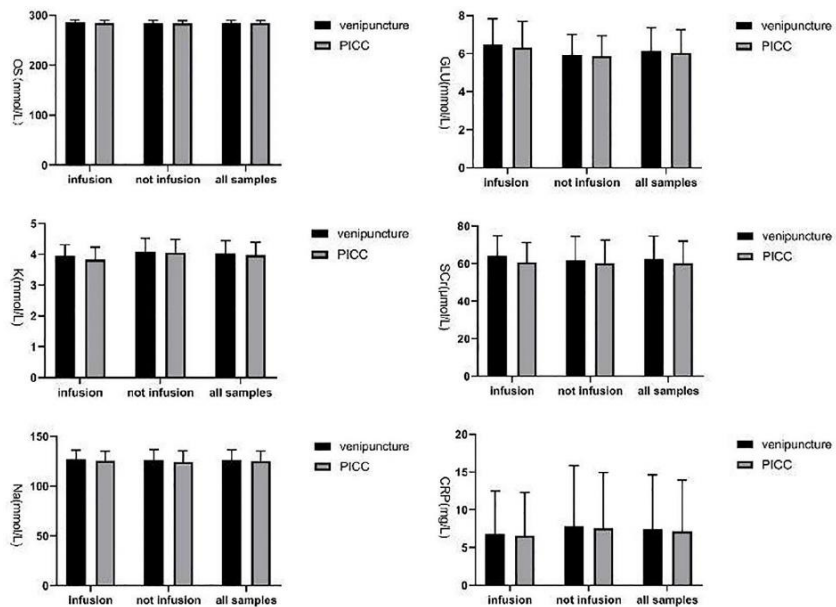 OS(mmol/L)
300
200
100
0
infusion
not infusion
all samples
venipuncture
PICC
GLU(mmol/L)
8
6
4
2
0
infusion
not infusion
all samples
venipuncture
PICC
K(mmol/L)
5
4
3
2
1
0
infusion
not infusion
all samples
venipuncture
PICC
SCr(μmol/L)
80
60
40
20
0
infusion
not infusion
all samples
venipuncture
PICC
Na(mmol/L)
150
100
50
0
Infusion
not infusion
all samples
venipuncture
PICC
CRP(mg/L)
20
15
10
5
0
infusion
not infusion
all samples
venipuncture
PICC